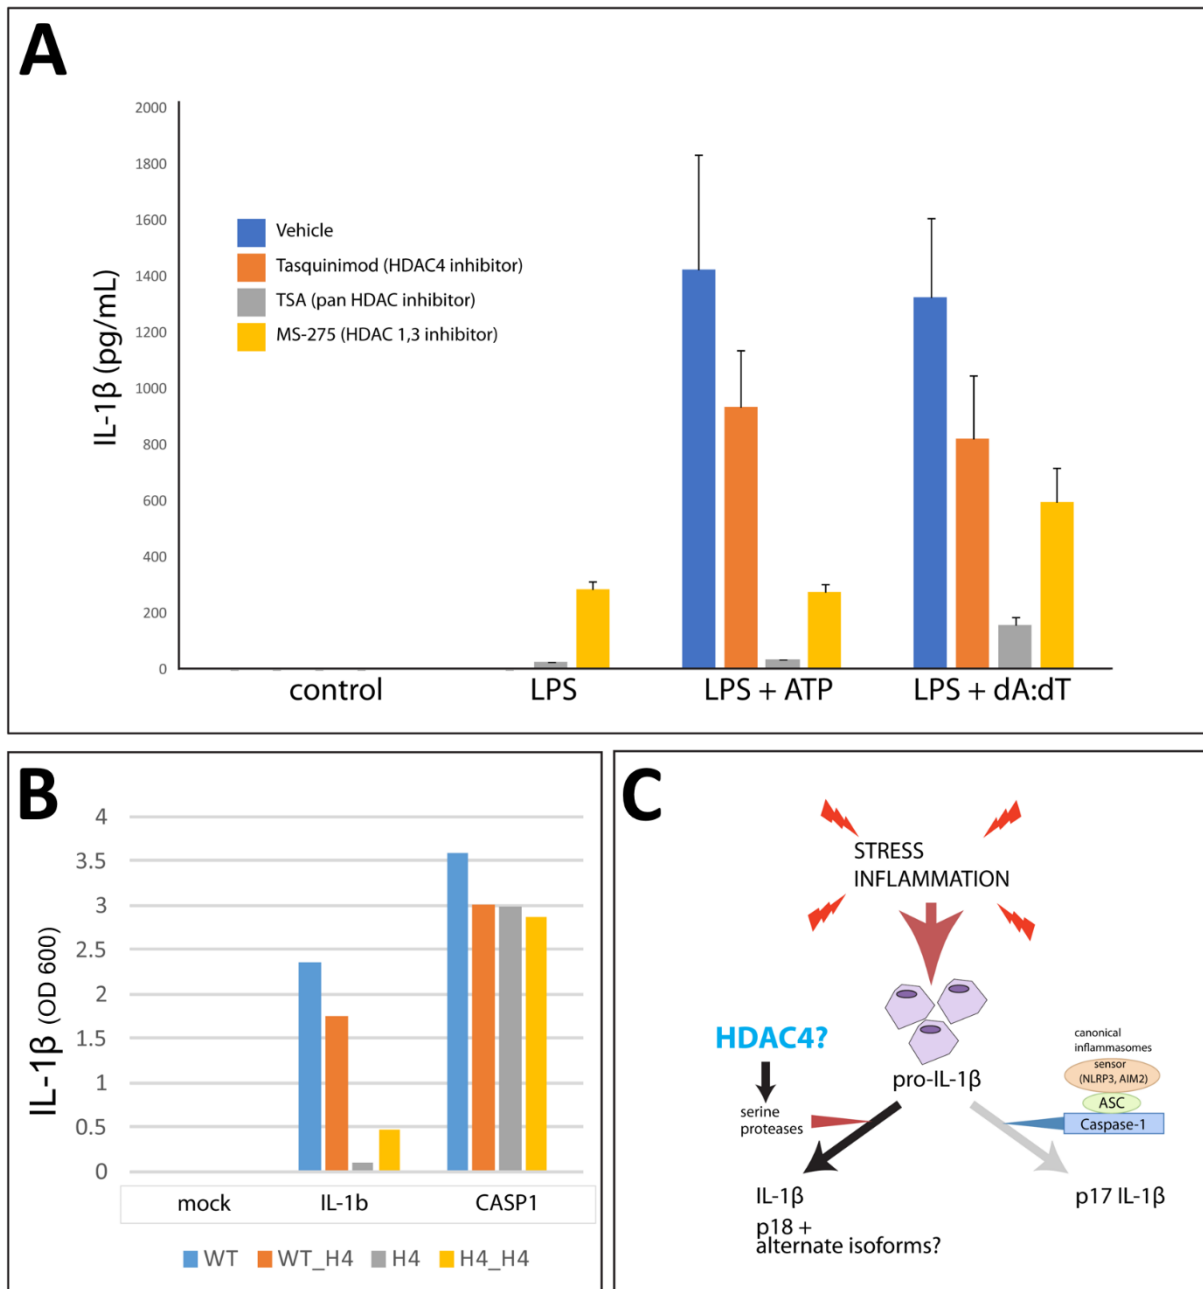 A
2000
1800
1600
1400
1200
1000
800
600
400
200
0
IL-1β (pg/mL)
Vehicle
Tasquinimod (HDAC4 inhibitor)
TSA (pan HDAC inhibitor)
MS-275 (HDAC 1,3 inhibitor)
control
LPS
LPS + ATP
LPS + dA:dT
B
4
3.5
3
2.5
2
1.5
1
0.5
0
IL-1β (OD 600)
mock
IL-1b
CASP1
WT
WT_H4
H4
H4_H4
C
STRESS
INFLAMMATION
HDAC4?
serine
proteases
pro-IL-1β
canonical
inflammasomes
sensor
(NLRP3, AIM2)
ASC
Caspase-1
IL-1β
p18 +
alternate isoforms?
p17 IL-1β